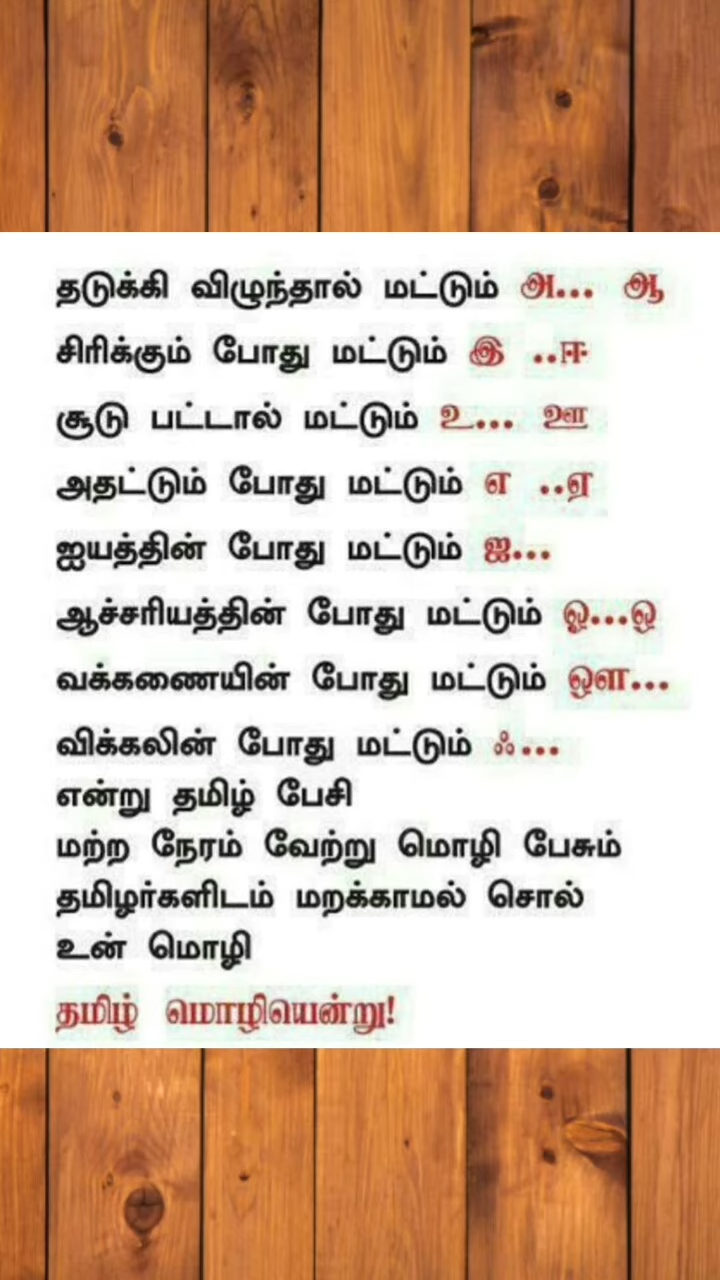 தடுக்கி விழுந்தால் மட்டும் அ... ஆ
சிரிக்கும் போது மட்டும் இ ..ஈ
சூடு பட்டால் மட்டும் உ... ஊ
அதட்டும் போது மட்டும் எ ..ஏ
ஐயத்தின் போது மட்டும் ஐ...
ஆச்சரியத்தின் போது மட்டும் ஓ...ஒ
வக்கணையின் போது மட்டும் ஔ...
விக்கலின் போது மட்டும் ஃ...
என்று தமிழ் பேசி
மற்ற நேரம் வேற்று மொழி பேசும்
தமிழர்களிடம் மறக்காமல் சொல்
உன் மொழி
தமிழ் மொழியென்று!